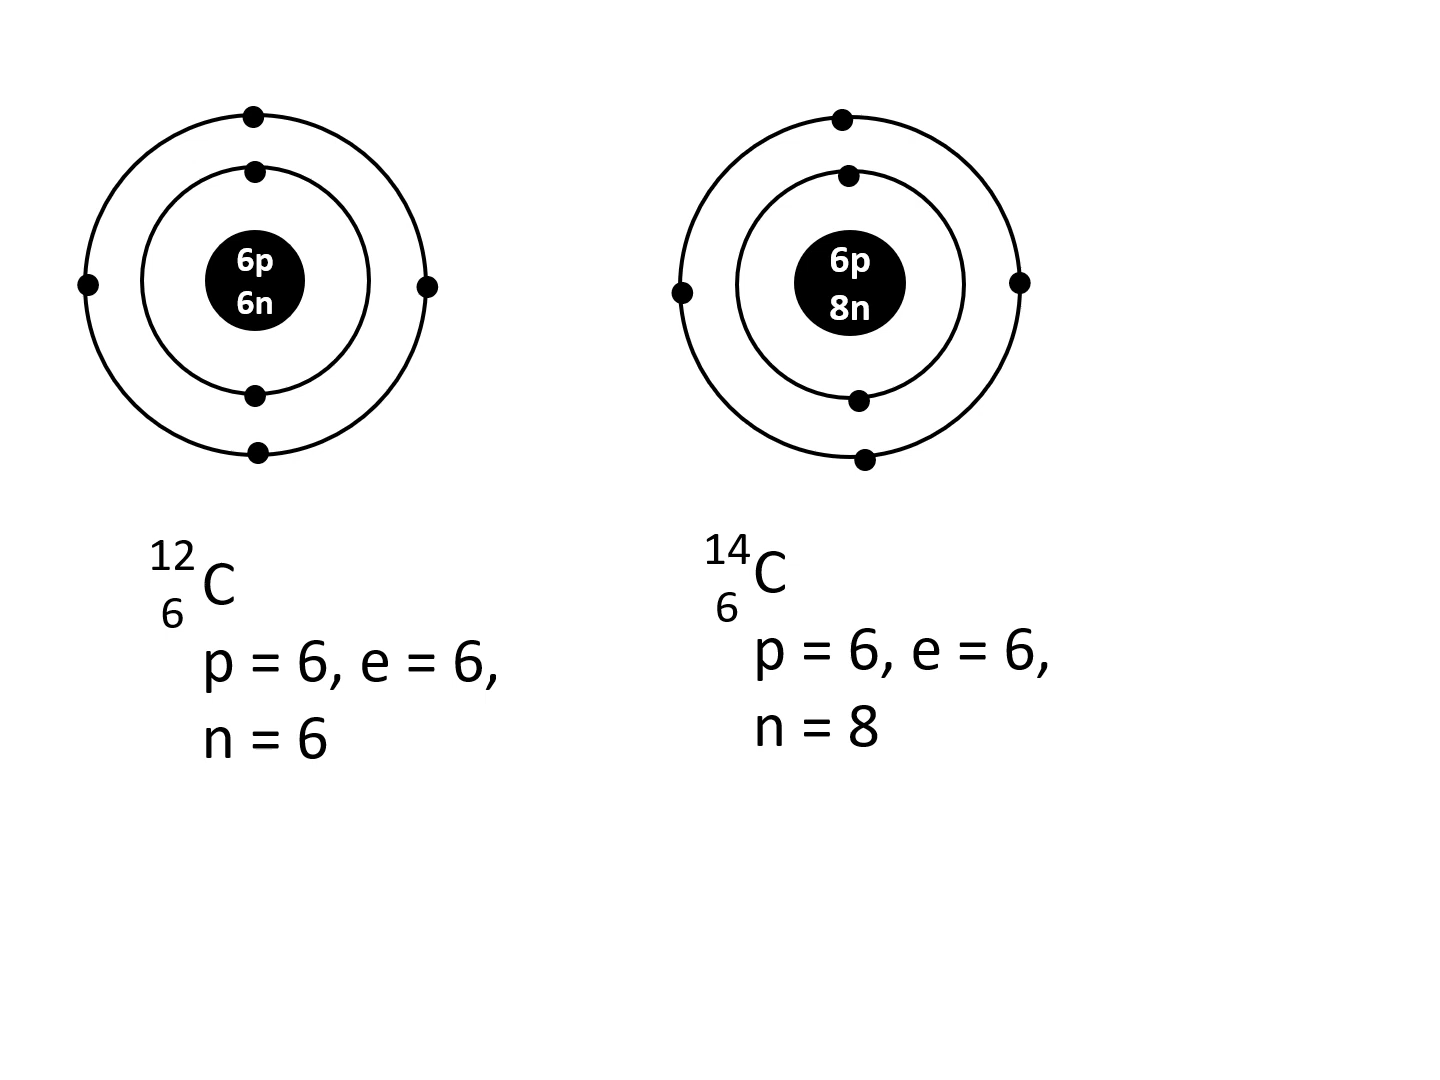 6p
6n
6p
8n
12
6 C
p = 6, e = 6,
n = 6
14
6 C
p = 6, e = 6,
n = 8